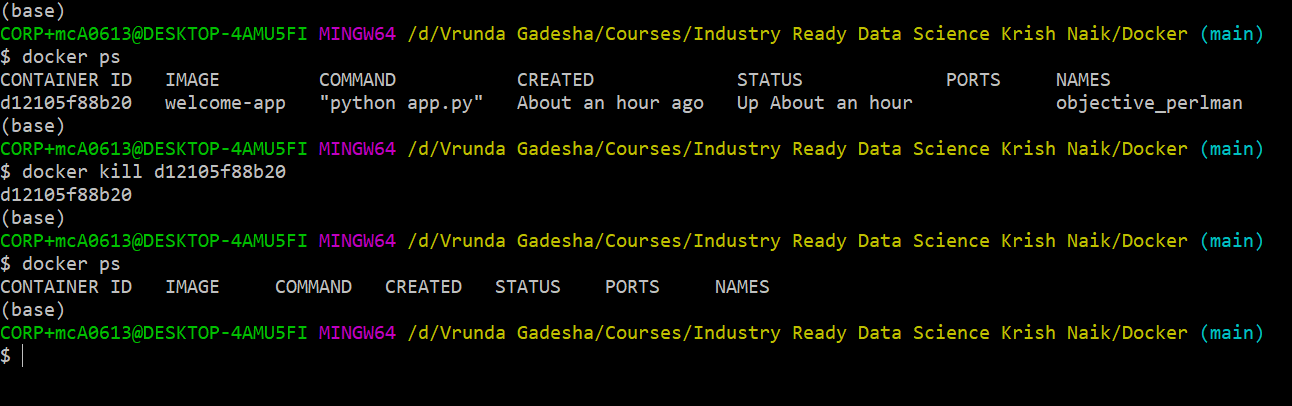 (base)
CORP+mcA0613@DESKTOP-4AMU5FI MINGW64 /d/Vrunda Gadesha/Courses/Industry Ready Data Science Krish Naik/Docker (main)
$ docker ps
CONTAINER ID   IMAGE         COMMAND           CREATED             STATUS             PORTS     NAMES
d12105f88b20   welcome-app   "python app.py"   About an hour ago   Up About an hour             objective_perlman
(base)
CORP+mcA0613@DESKTOP-4AMU5FI MINGW64 /d/Vrunda Gadesha/Courses/Industry Ready Data Science Krish Naik/Docker (main)
$ docker kill d12105f88b20
d12105f88b20
(base)
CORP+mcA0613@DESKTOP-4AMU5FI MINGW64 /d/Vrunda Gadesha/Courses/Industry Ready Data Science Krish Naik/Docker (main)
$ docker ps
CONTAINER ID   IMAGE     COMMAND   CREATED   STATUS    PORTS     NAMES
(base)
CORP+mcA0613@DESKTOP-4AMU5FI MINGW64 /d/Vrunda Gadesha/Courses/Industry Ready Data Science Krish Naik/Docker (main)
$